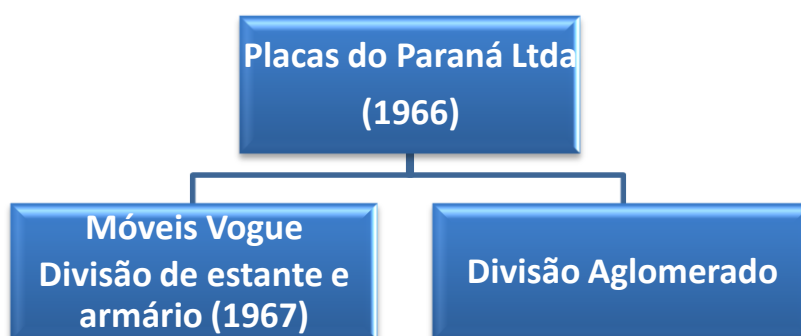 Placas do Paraná Ltda
(1966)
Móveis Vogue
Divisão de estante e
armário (1967)
Divisão Aglomerado